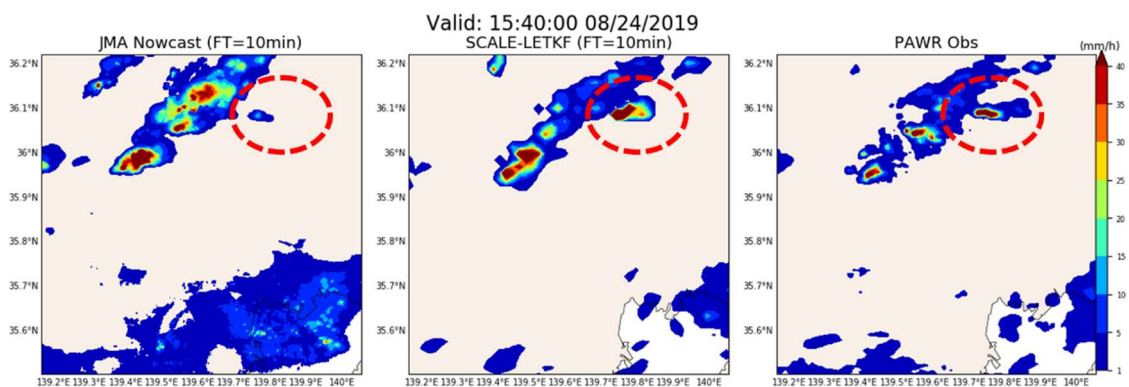 Valid: 15:40:00 08/24/2019
JMA Nowcast (FT=10min)
SCALE-LETKF (FT=10min)
PAWR Obs
(mm/h)
36.2°N
36.1°N
36°N
35.9°N
35.8°N
35.7°N
35.6°N
139.2°E 139.3°E 139.4°E 139.5°E 139.6°E 139.7°E 139.8°E 139.9°E 140°E
36.2°N
36.1°N
36°N
35.9°N
35.8°N
35.7°N
35.6°N
139.2°E 139.3°E 139.4°E 139.5°E 139.6°E 139.7°E 139.8°E 139.9°E 140°E
36.2°N
36.1°N
36°N
35.9°N
35.8°N
35.7°N
35.6°N
139.2°E 139.3°E 139.4°E 139.5°E 139.6°E 139.7°E 139.8°E 139.9°E 140°E
40
35
30
25
20
15
10
5
1